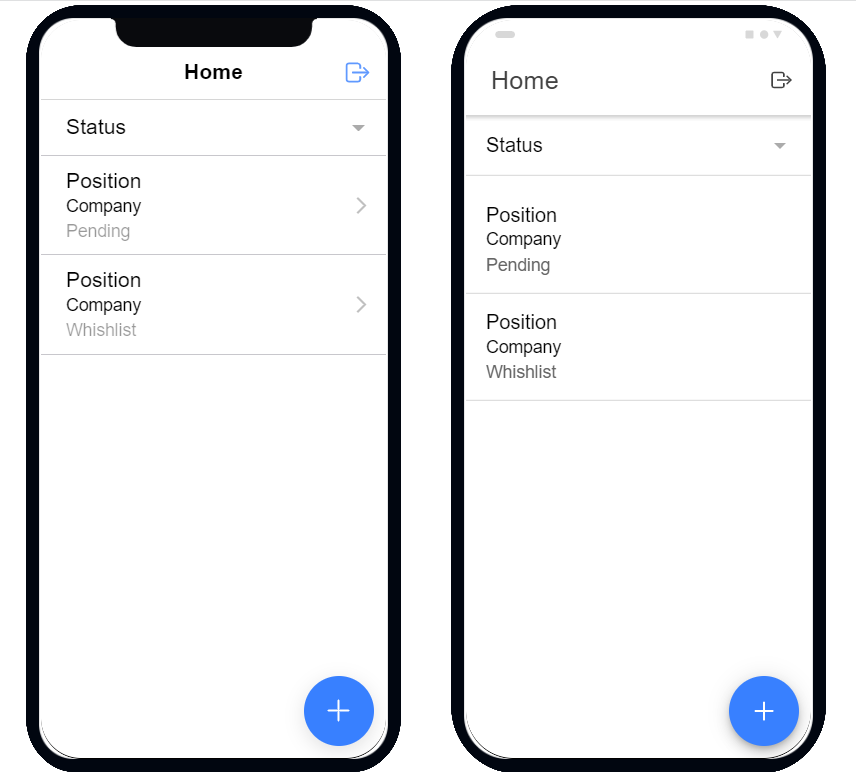 Home
Status
Position
Company
Pending
Position
Company
Whishlist
Home
Status
Position
Company
Pending
Position
Company
Whishlist